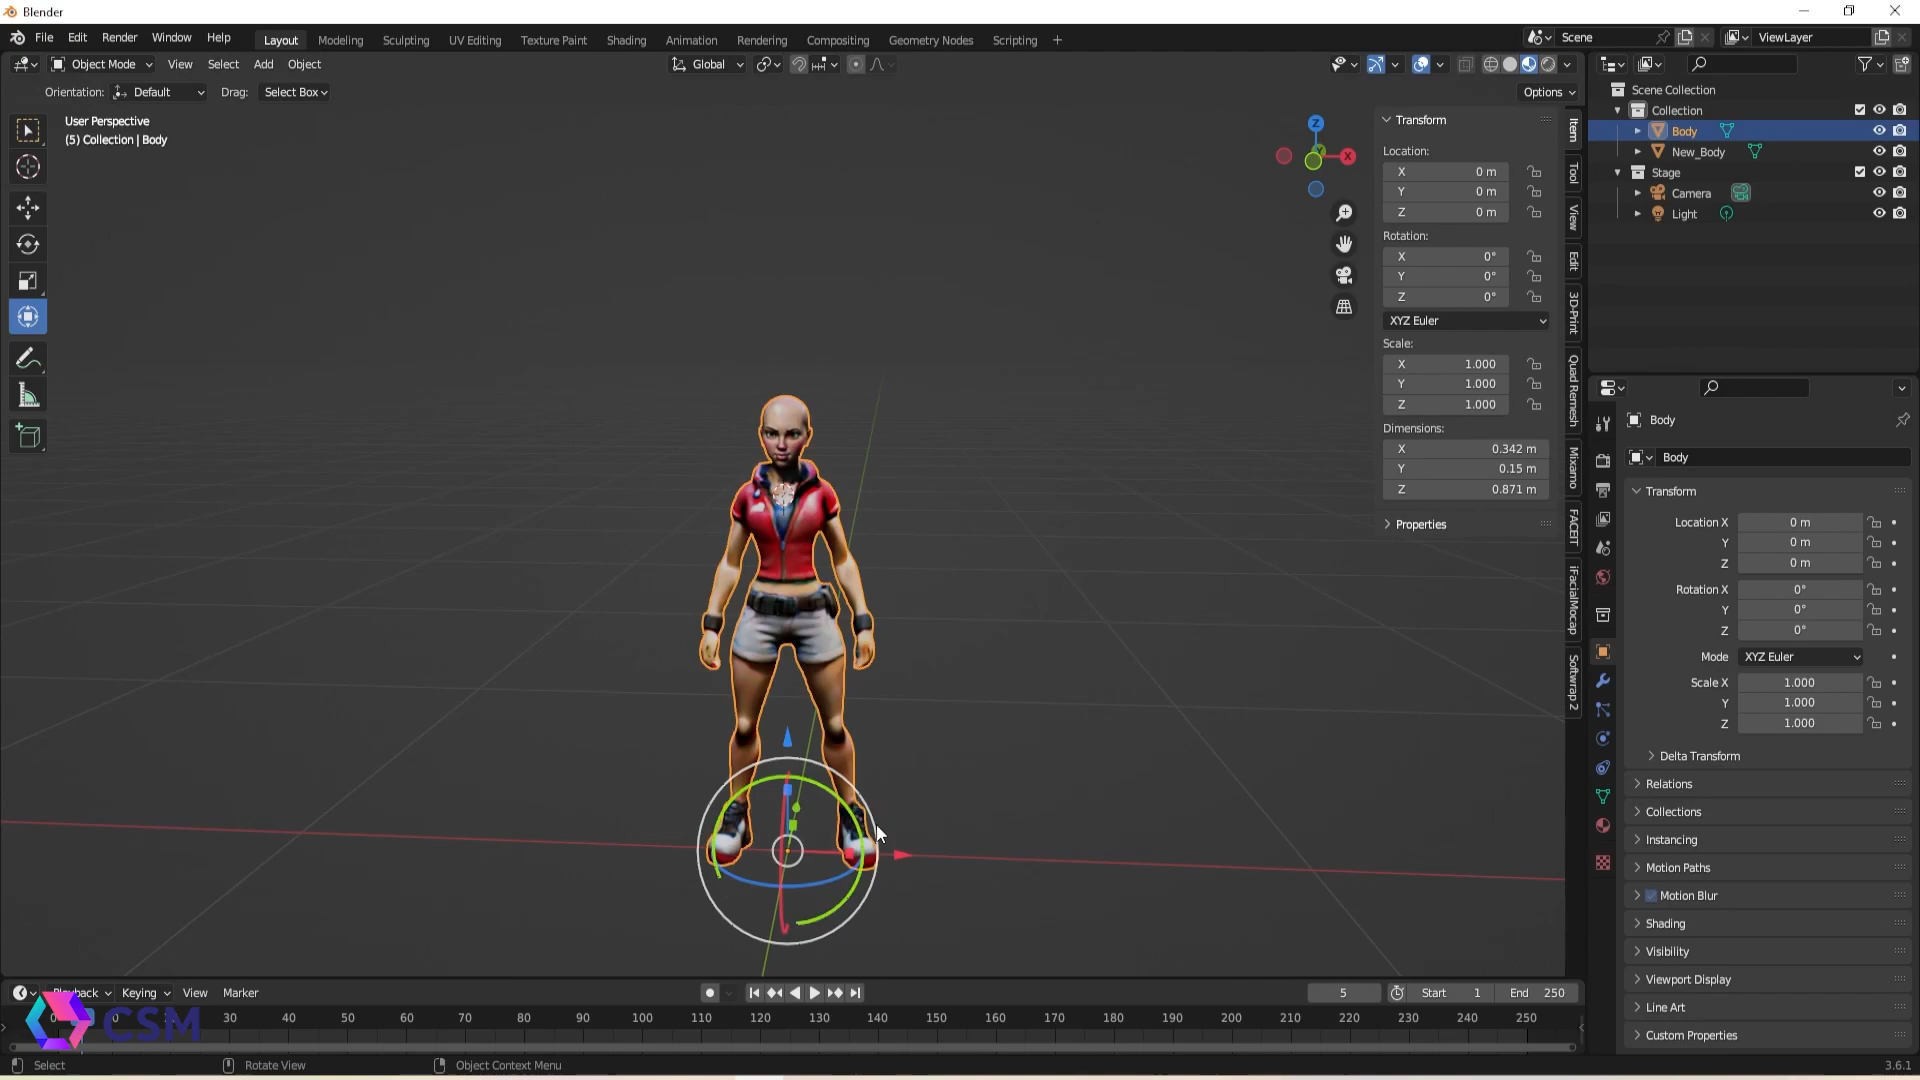 Blender
File Edit Render Window Help Layout Modeling Sculpting UV Editing Texture Paint Shading Animation Rendering Compositing Geometry Nodes Scripting + Scene ViewLayer
Object Mode View Select Add Object Global
Orientation: Default Drag: Select Box Options
User Perspective
(5) Collection | Body
Z
X
Transform
Location:
X 0 m
Y 0 m
Z 0 m
Rotation:
X 0°
Y 0°
Z 0°
XYZ Euler
Scale:
X 1.000
Y 1.000
Z 1.000
Dimensions:
X 0.342 m
Y 0.15 m
Z 0.871 m
Properties
Item
Tool
View
Edit
3D-Print
Quad Remesh
Mixamo
FACEIT
iFacialMocap
Softwrap 2
Scene Collection
Collection
Body
New_Body
Stage
Camera
Light
Body
Body
Transform
Location X 0 m
Y 0 m
Z 0 m
Rotation X 0°
Y 0°
Z 0°
Mode XYZ Euler
Scale X 1.000
Y 1.000
Z 1.000
Delta Transform
Relations
Collections
Instancing
Motion Paths
Motion Blur
Shading
Visibility
Viewport Display
Line Art
Custom Properties
Playback Keying View Marker 5 Start 1 End 250
30 40 50 60 70 80 90 100 110 120 130 140 150 160 170 180 190 200 210 220 230 240 250
CSM
Select Rotate View Object Context Menu 3.6.1